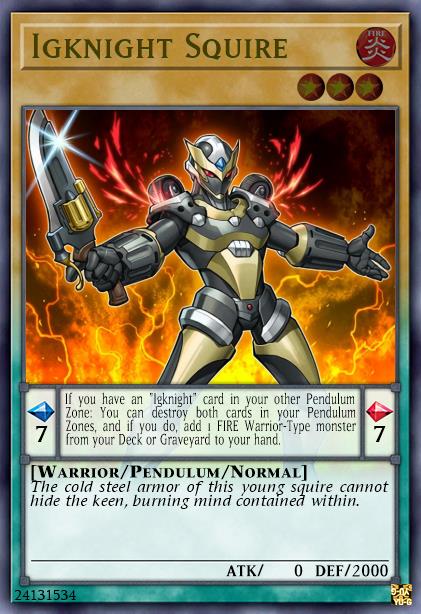 Igknight Squire
FIRE
炎
If you have an "Igknight" card in your other Pendulum
Zone: You can destroy both cards in your Pendulum
Zones, and if you do, add 1 FIRE Warrior-Type monster
from your Deck or Graveyard to your hand.
7
7
[Warrior/Pendulum/Normal]
The cold steel armor of this young squire cannot
hide the keen, burning mind contained within.
ATK/ 0 DEF/2000
24131534